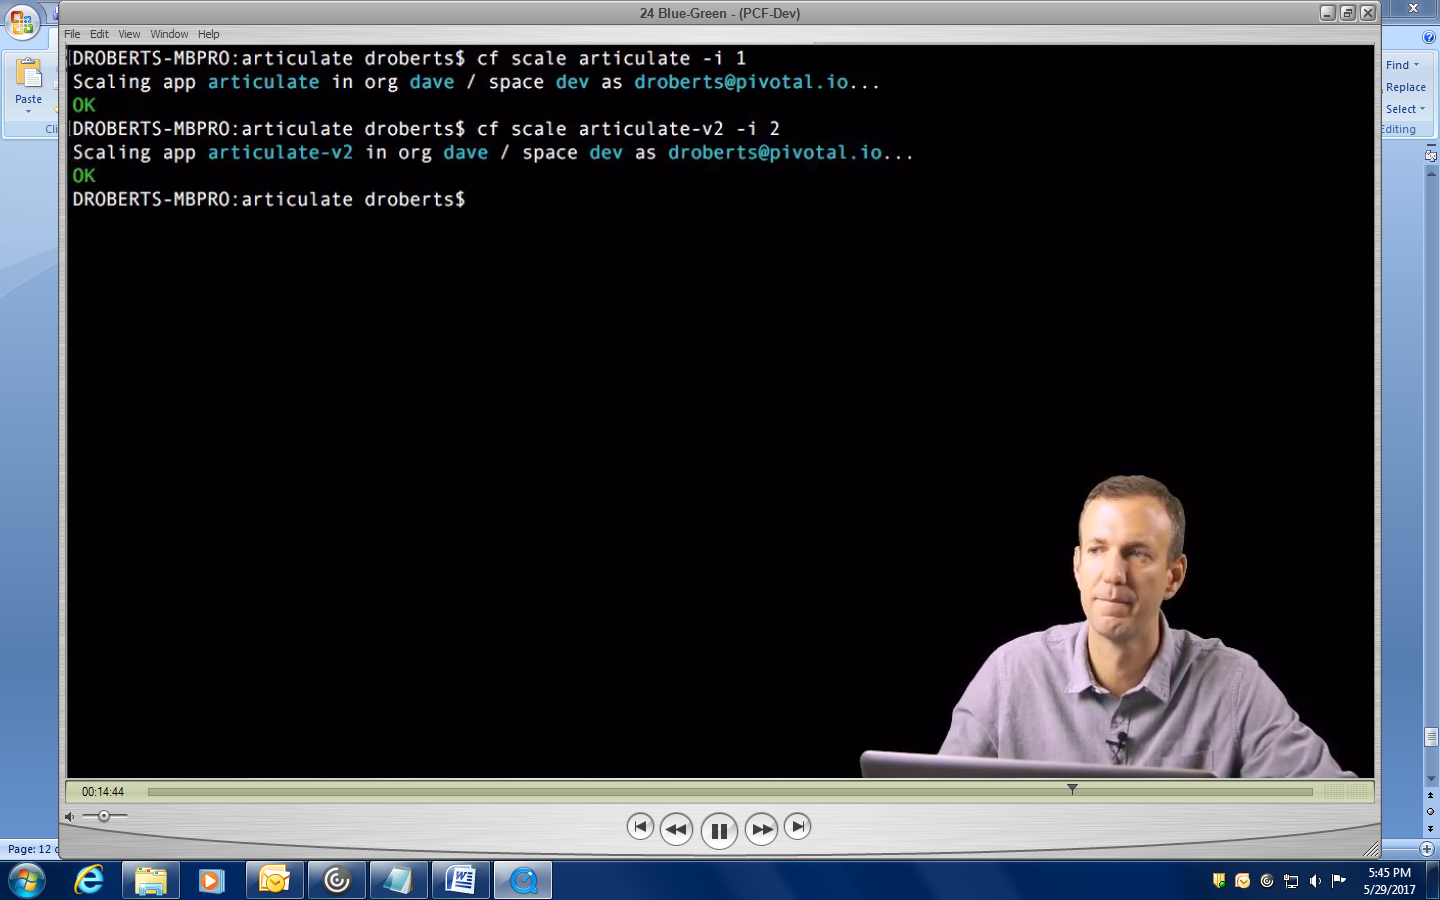 24 Blue-Green - (PCF-Dev)
File Edit View Window Help
DROBERTS-MBPRO:articulate droberts$ cf scale articulate -i 1
Scaling app articulate in org dave / space dev as droberts@pivotal.io...
OK
DROBERTS-MBPRO:articulate droberts$ cf scale articulate-v2 -i 2
Scaling app articulate-v2 in org dave / space dev as droberts@pivotal.io...
OK
DROBERTS-MBPRO:articulate droberts$
Paste
Find
Replace
Select
Editing
00:14:44
Page: 12
5:45 PM
5/29/2017